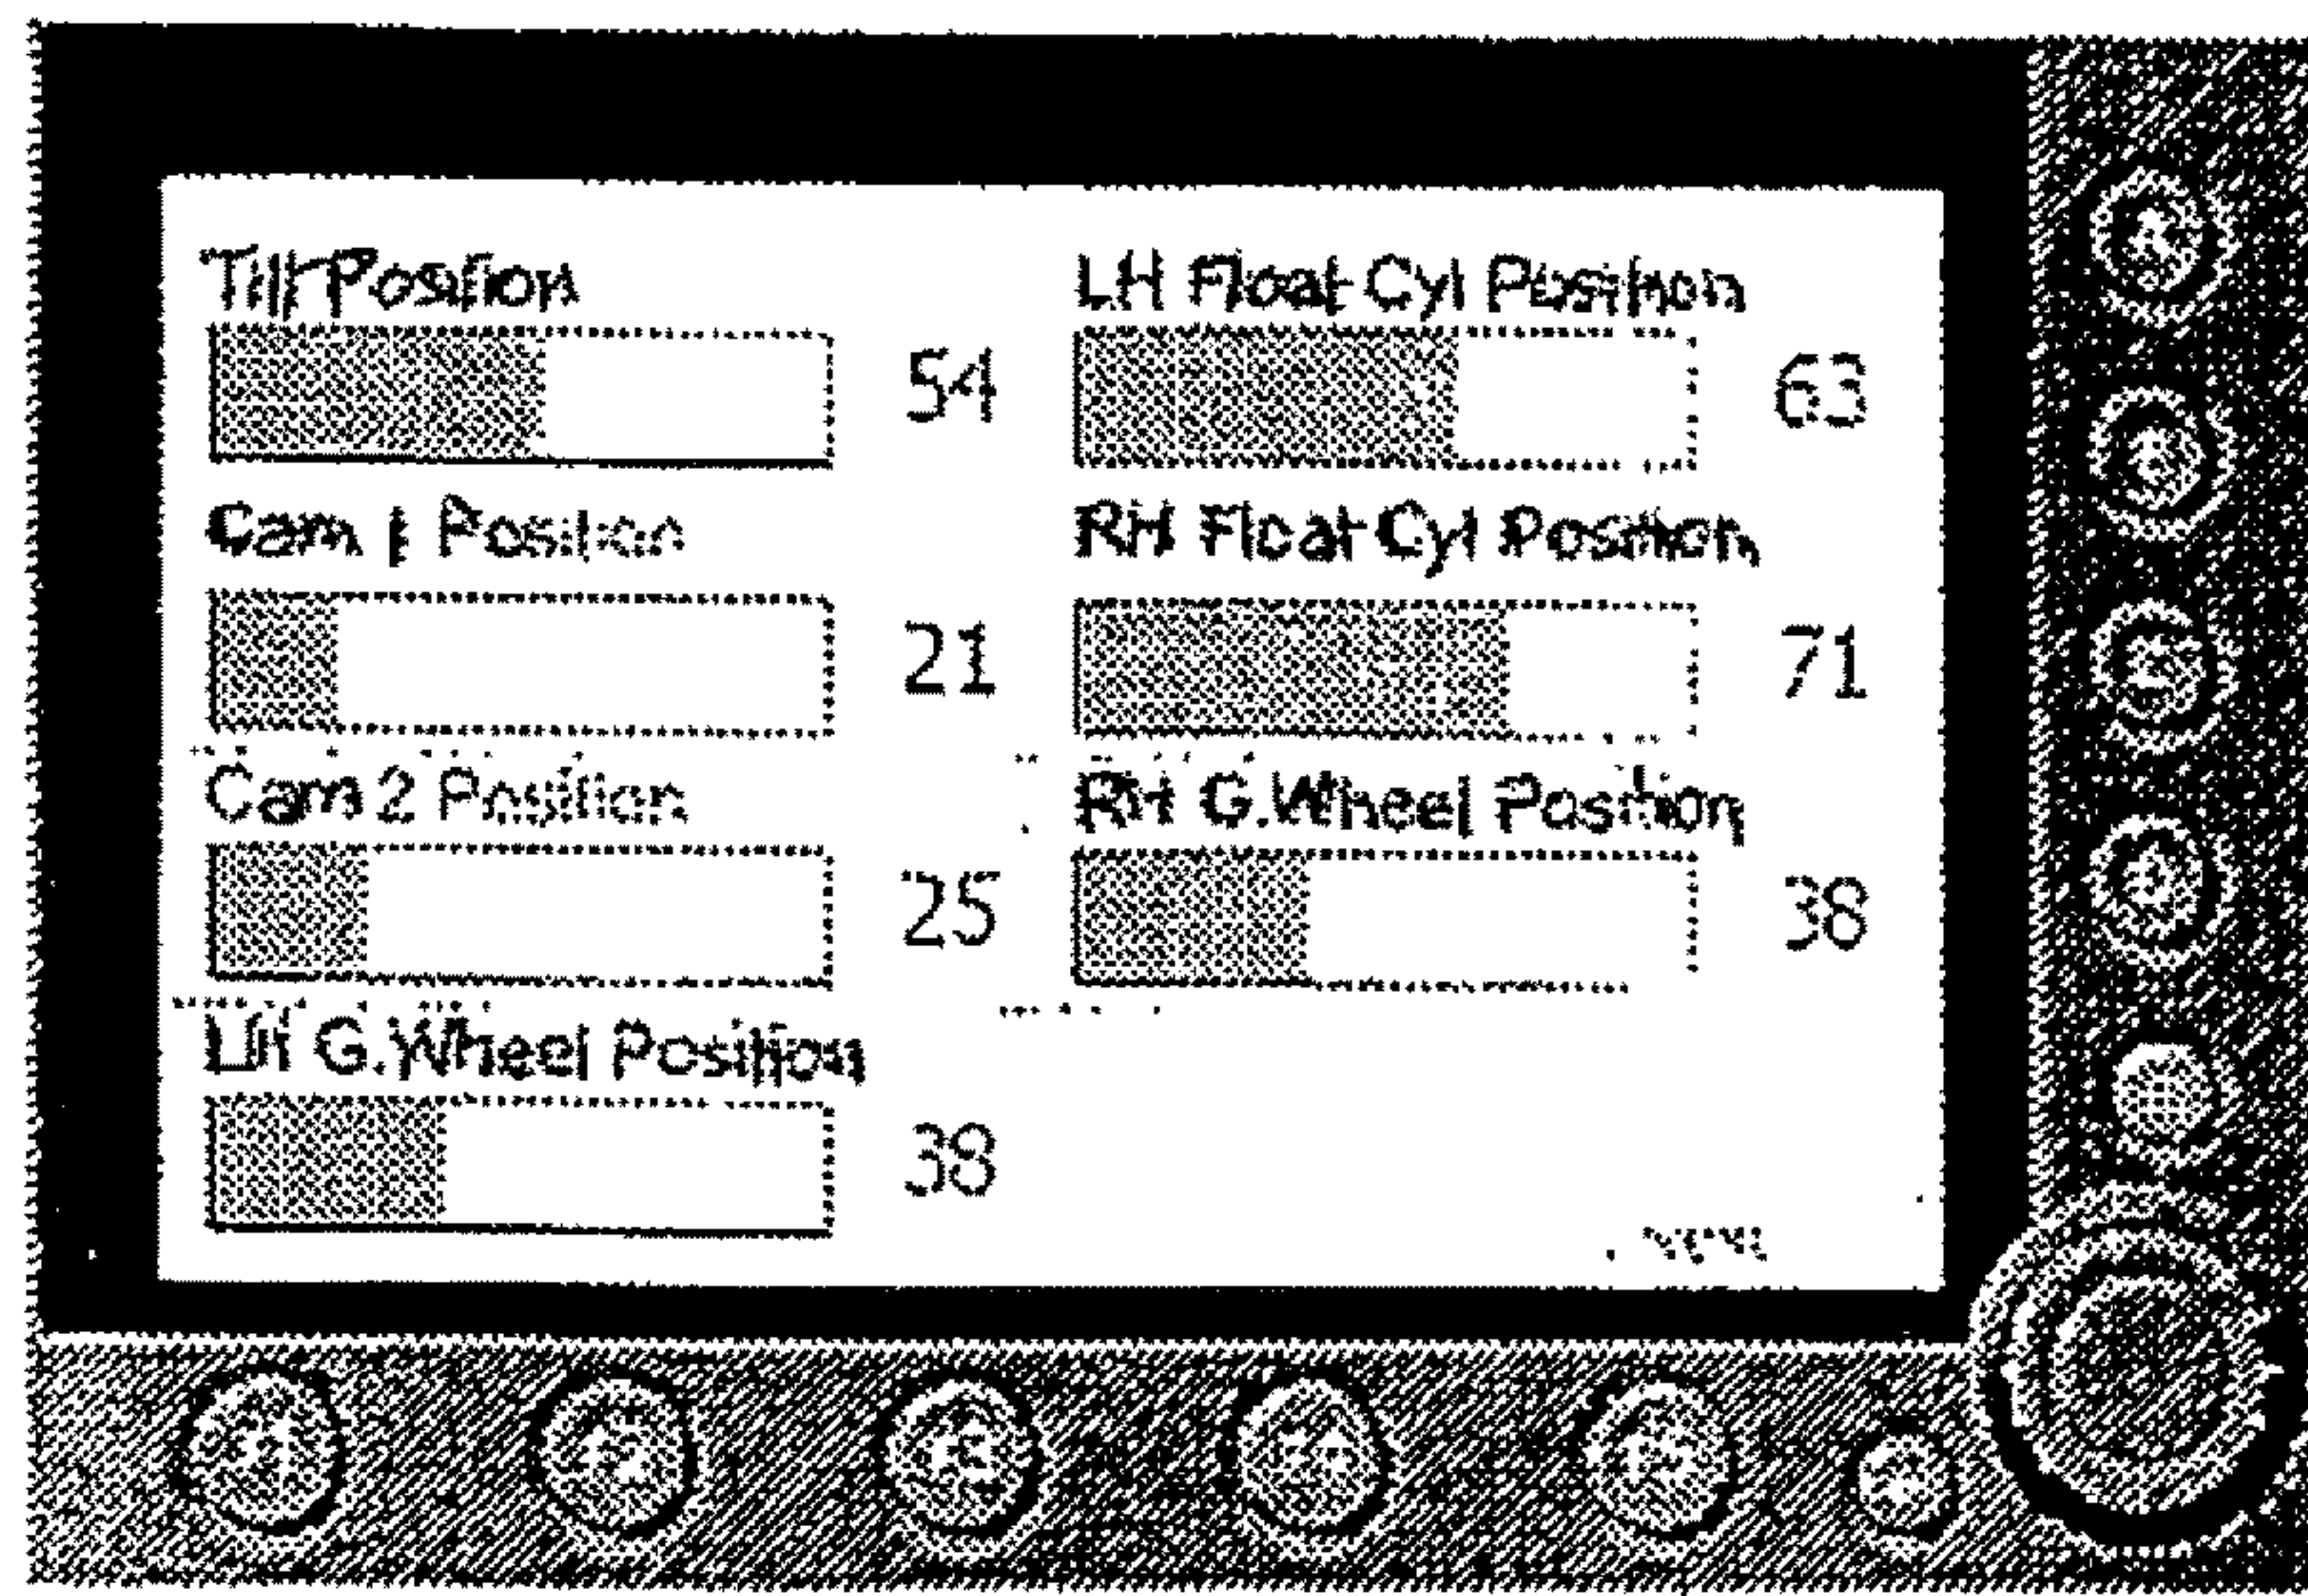 Tilt Position
54
Cam 1 Position
21
Cam 2 Position
25
LH G.Wheel Position
38
LH Float Cyl Position
63
RH Float Cyl Position
71
RH G.Wheel Position
38